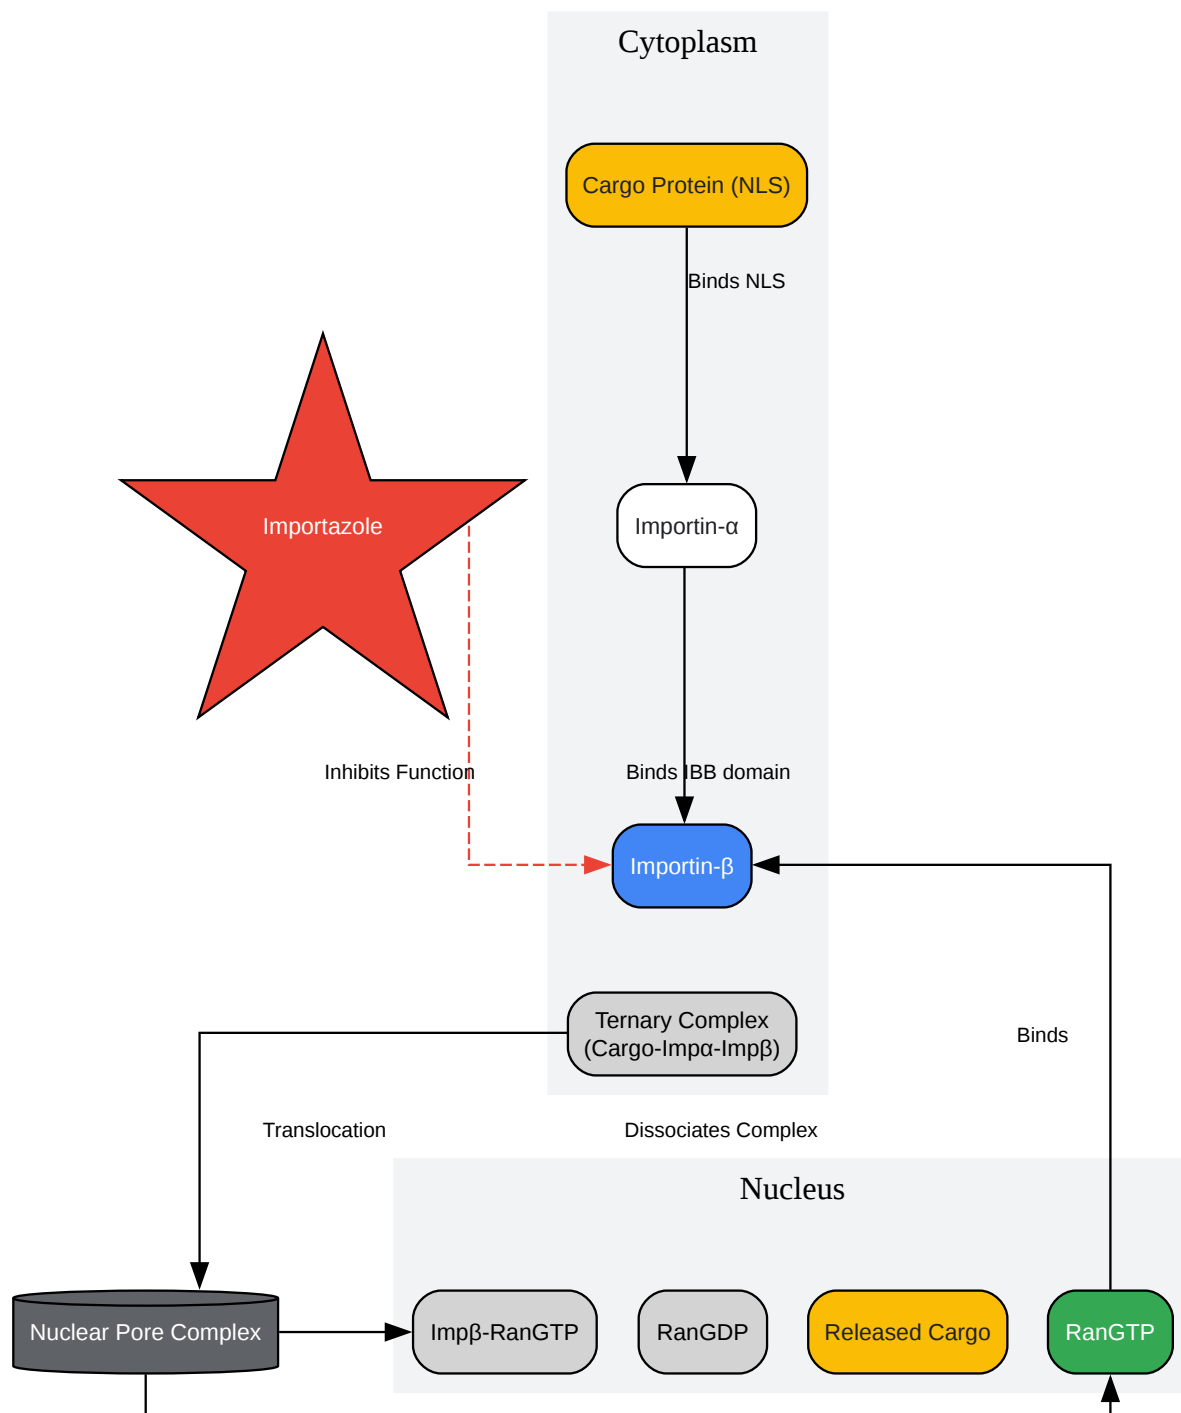 Cytoplasm
Cargo Protein (NLS)
Binds NLS
Importazole
Importin-α
Inhibits Function
Binds IBB domain
Importin-β
Ternary Complex
(Cargo-Impα-Impβ)
Binds
Translocation
Dissociates Complex
Nucleus
Nuclear Pore Complex
Impβ-RanGTP
RanGDP
Released Cargo
RanGTP